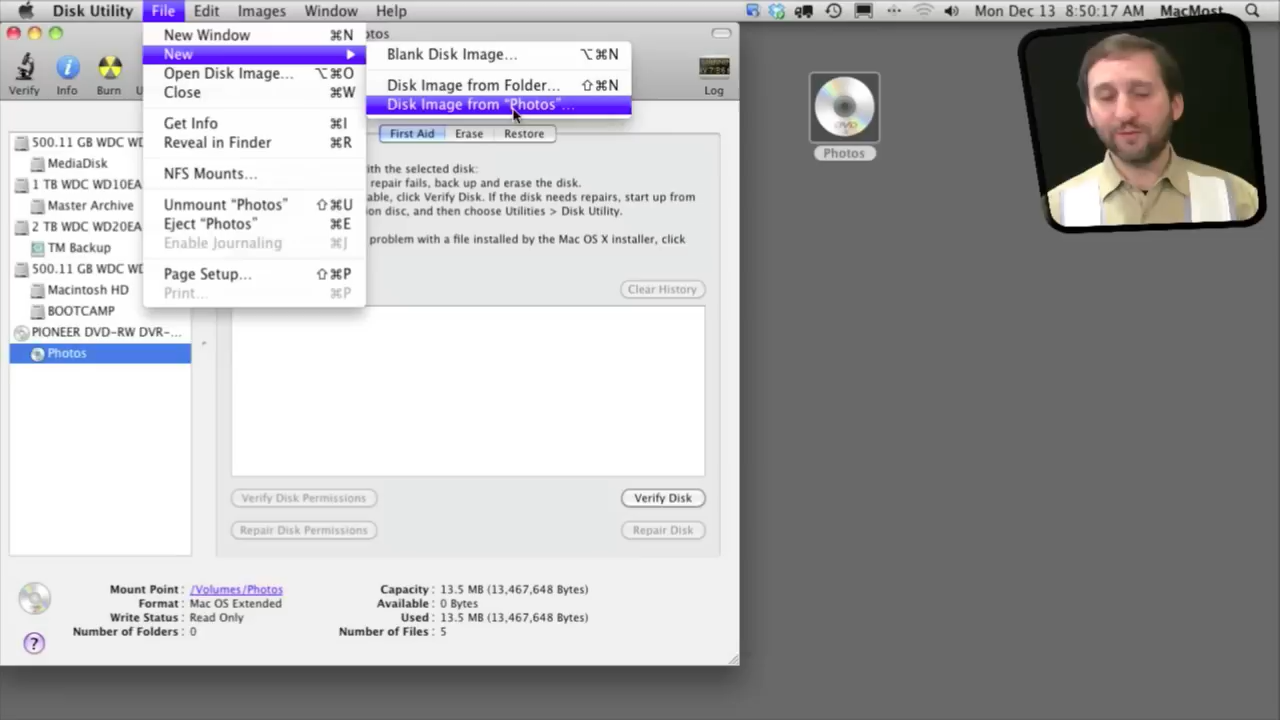 Disk Utility File Edit Images Window Help Mon Dec 13 8:50:17 AM MacMost
New Window ⌘N
New ▶
Open Disk Image... ⌥⌘O
Close ⌘W
Get Info ⌘I
Reveal in Finder ⌘R
NFS Mounts...
Unmount “Photos” ⇧⌘U
Eject “Photos” ⌘E
Enable Journaling ⌘J
Page Setup... ⇧⌘P
Print... ⌘P
Blank Disk Image... ⌥⌘N
Disk Image from Folder... ⇧⌘N
Disk Image from “Photos”...
Verify Info Burn Log
500.11 GB WDC WD
MediaDisk
1 TB WDC WD10EA
Master Archive
2 TB WDC WD20EA
TM Backup
500.11 GB WDC WD
Macintosh HD
BOOTCAMP
PIONEER DVD-RW DVR-...
Photos
First Aid Erase Restore
with the selected disk:
repair fails, back up and erase the disk.
able, click Verify Disk. If the disk needs repairs, start up from
on disc, and then choose Utilities > Disk Utility.
problem with a file installed by the Mac OS X installer, click
Clear History
Verify Disk Permissions Verify Disk
Repair Disk Permissions Repair Disk
Mount Point : /Volumes/Photos
Format : Mac OS Extended
Write Status : Read Only
Number of Folders : 0
Capacity : 13.5 MB (13,467,648 Bytes)
Available : 0 Bytes
Used : 13.5 MB (13,467,648 Bytes)
Number of Files : 5
?
DVD
Photos